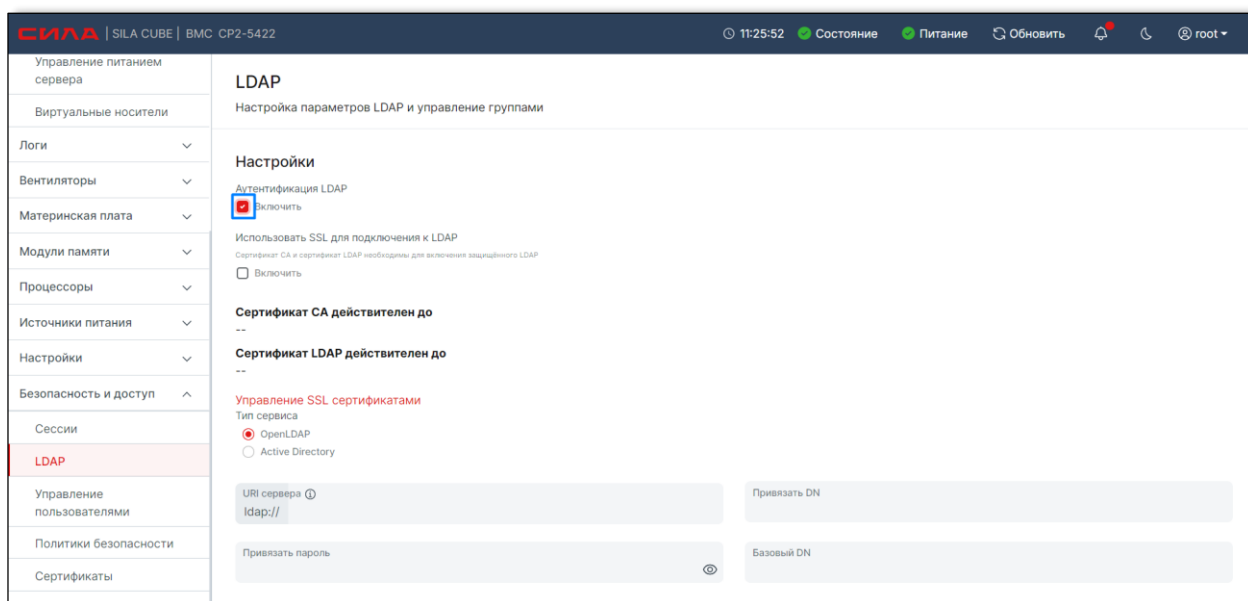 СИЛА | SILA CUBE | BMC CP2-5422
11:25:52 Состояние Питание Обновить root
Управление питанием
сервера
Виртуальные носители
Логи
Вентиляторы
Материнская плата
Модули памяти
Процессоры
Источники питания
Настройки
Безопасность и доступ
Сессии
LDAP
Управление
пользователями
Политики безопасности
Сертификаты
LDAP
Настройка параметров LDAP и управление группами
Настройки
Аутентификация LDAP
Включить
Использовать SSL для подключения к LDAP
Сертификат CA и сертификат LDAP необходимы для включения защищённого LDAP
Включить
Сертификат CA действителен до
--
Сертификат LDAP действителен до
--
Управление SSL сертификатами
Тип сервиса
OpenLDAP
Active Directory
URI сервера
ldap://
Привязать DN
Привязать пароль
Базовый DN